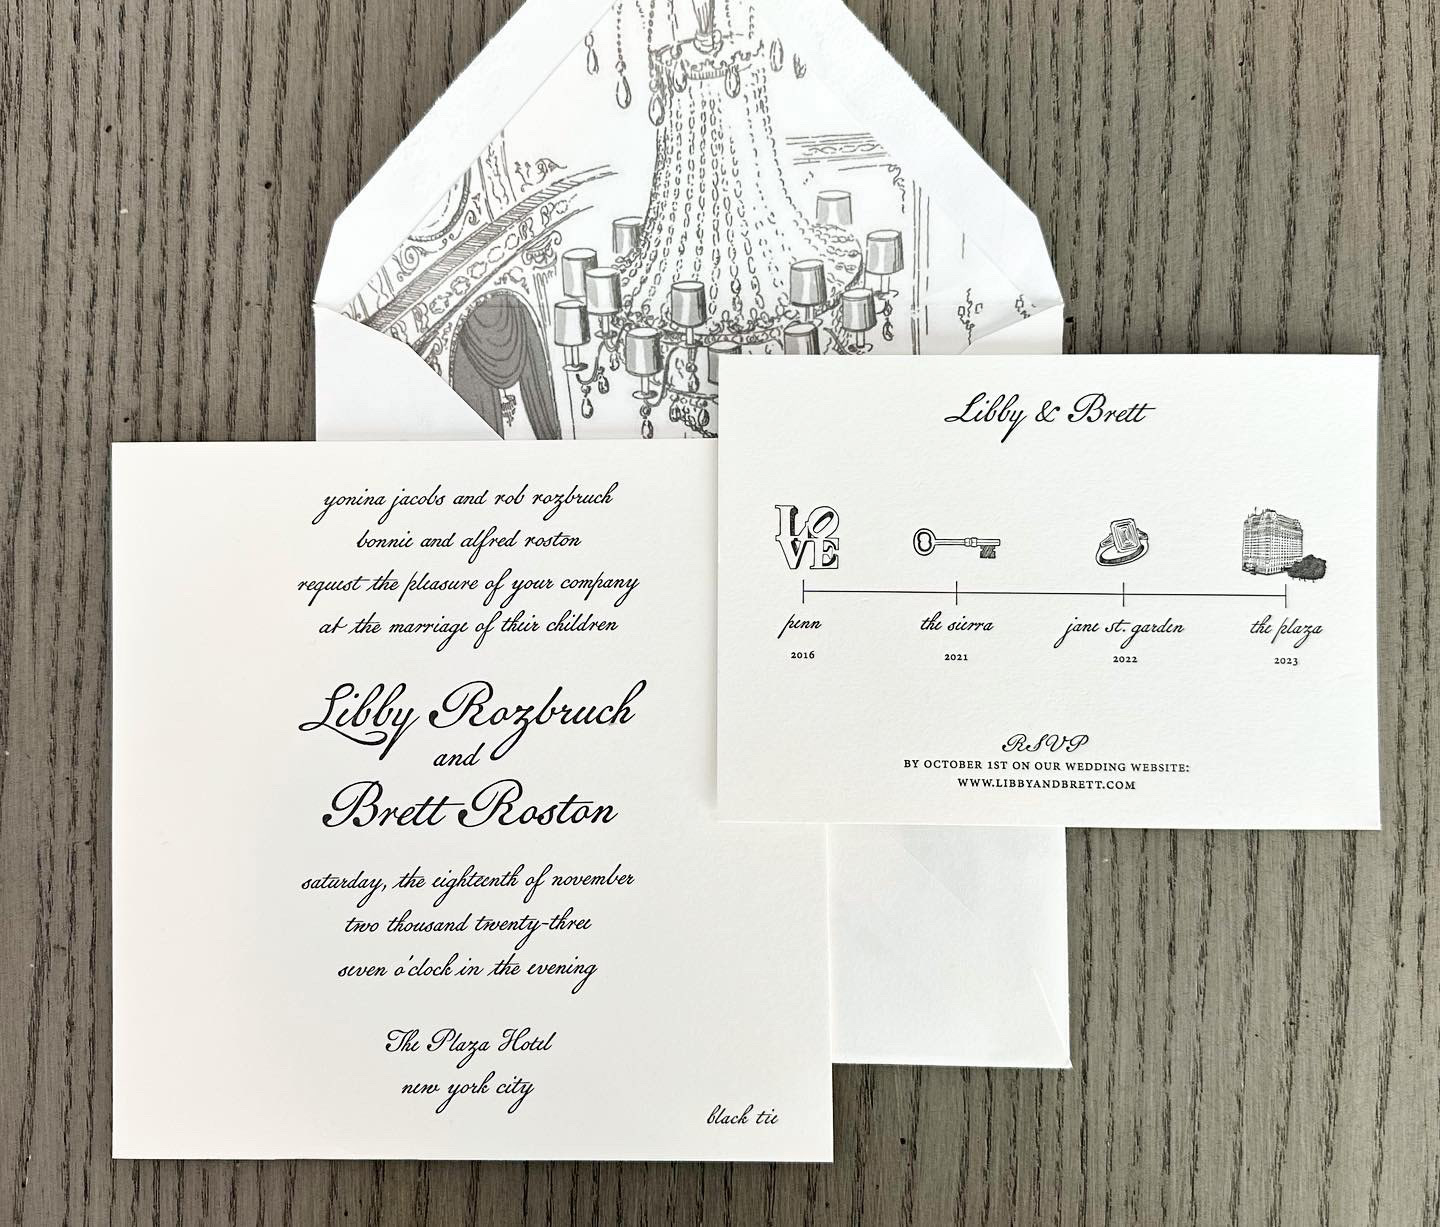 yonina jacobs and rob rozbruch
bonnie and alfred roston
request the pleasure of your company
at the marriage of their children
Libby Rozbruch
and
Brett Roston
saturday, the eighteenth of november
two thousand twenty-three
seven o'clock in the evening
The Plaza Hotel
new york city
black tie
Libby & Brett
LO
VE
penn
2016
the sierra
2021
jane st. garden
2022
the plaza
2023
RSVP
BY OCTOBER 1ST ON OUR WEDDING WEBSITE:
WWW.LIBBYANDBRETT.COM